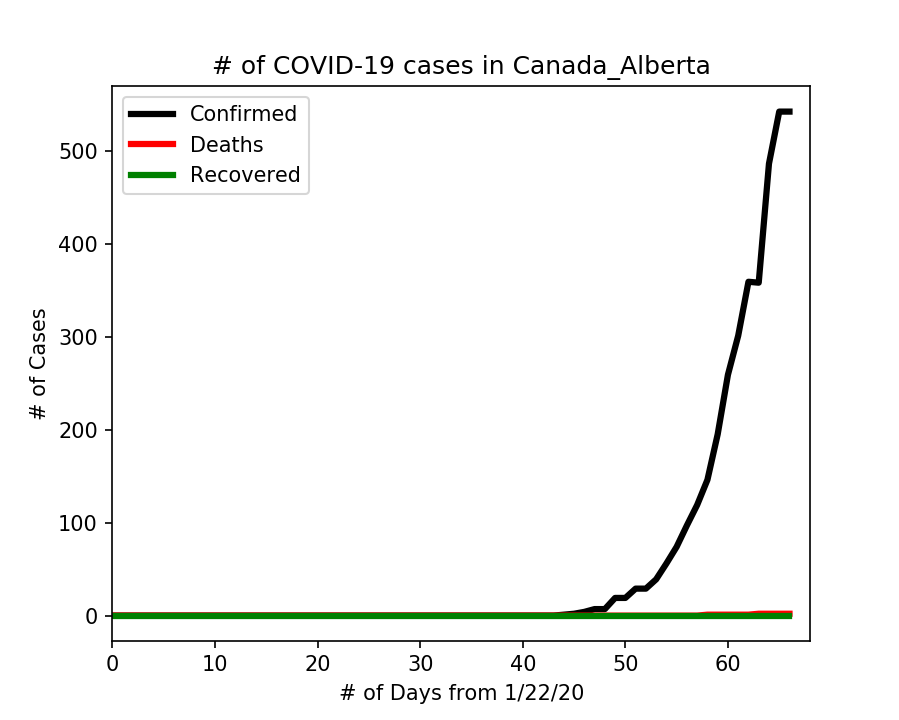 # of COVID-19 cases in Canada_Alberta
Confirmed
Deaths
Recovered
# of Cases
500
400
300
200
100
0
0 10 20 30 40 50 60
# of Days from 1/22/20